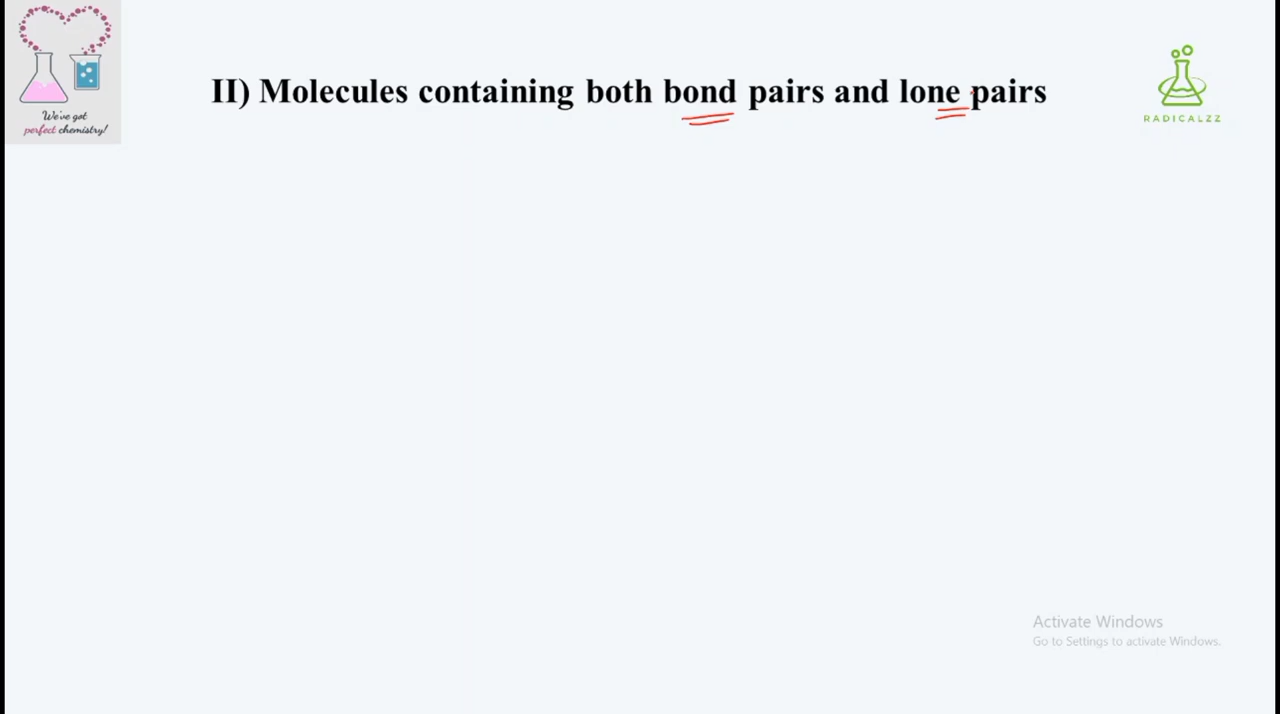 We've got
perfect chemistry!
II) Molecules containing both bond pairs and lone pairs
RADICALZZ
Activate Windows
Go to Settings to activate Windows.